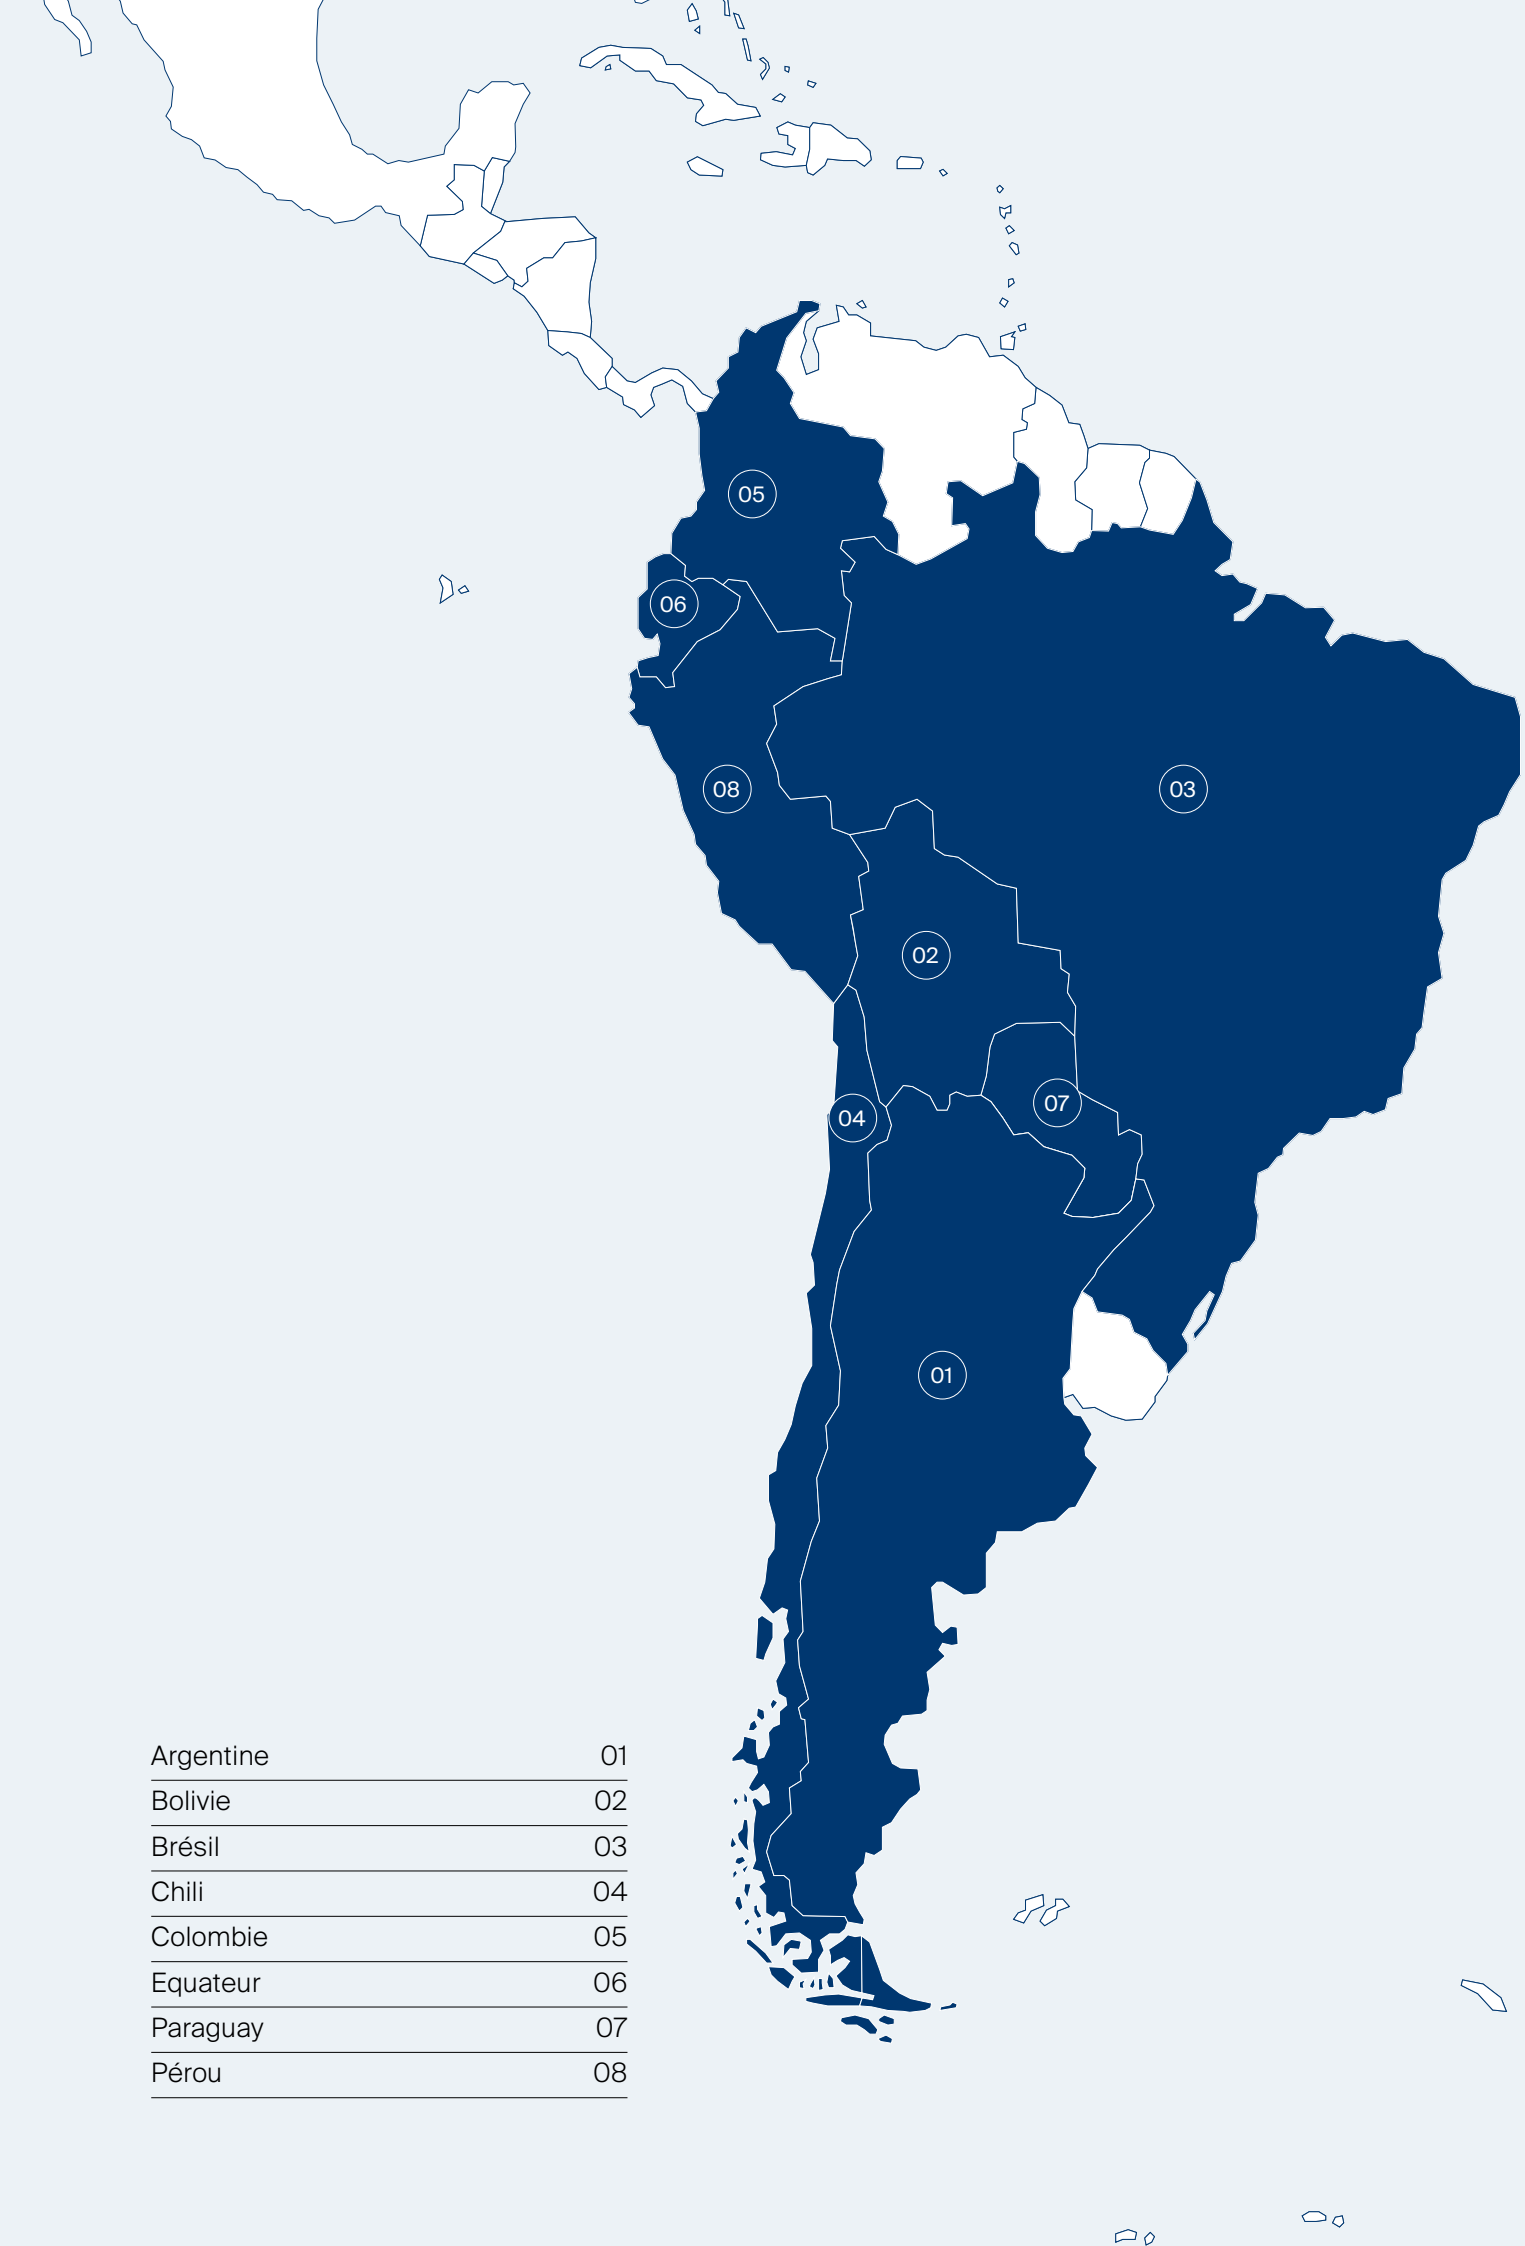 05
06
08
03
02
07
04
01
Argentine 01
Bolivie 02
Brésil 03
Chili 04
Colombie 05
Equateur 06
Paraguay 07
Pérou 08